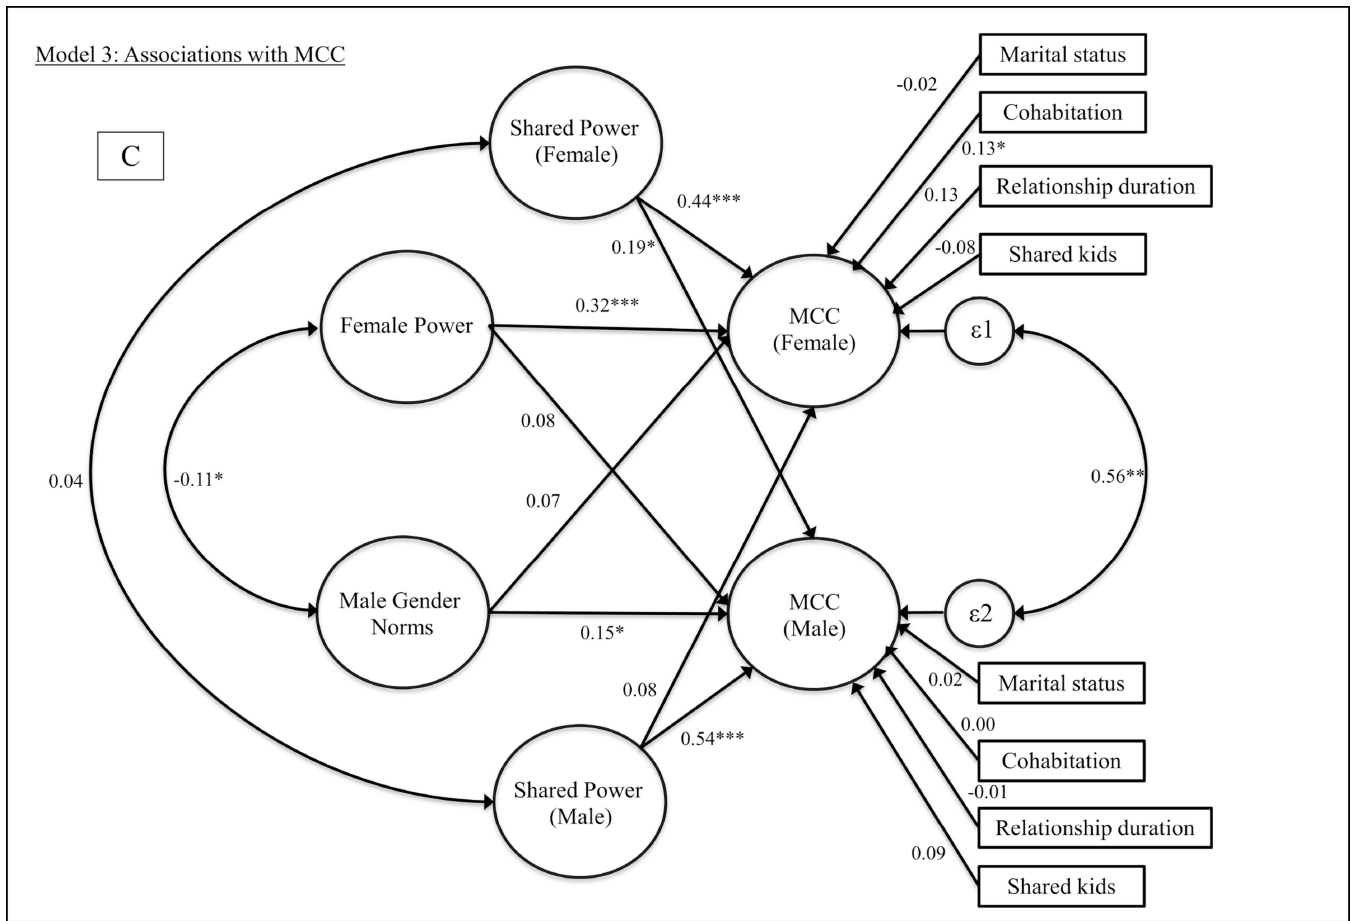 Model 3: Associations with MCC
C
Shared Power
(Female)
Female Power
Male Gender
Norms
Shared Power
(Male)
0.04
-0.11*
0.44***
0.19*
0.32***
0.08
0.07
0.15*
0.08
0.54***
MCC
(Female)
MCC
(Male)
-0.02
0.13*
0.13
-0.08
Marital status
Cohabitation
Relationship duration
Shared kids
ε1
0.56**
ε2
0.02
0.00
-0.01
0.09
Marital status
Cohabitation
Relationship duration
Shared kids